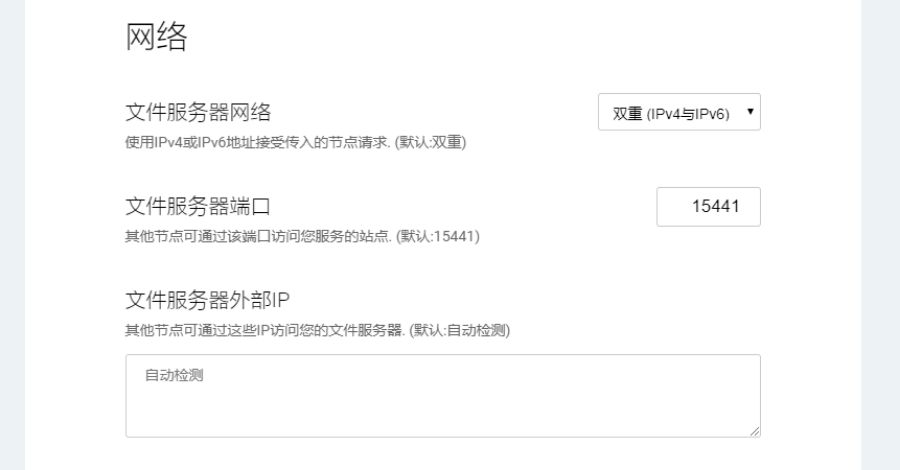 网络
文件服务器网络
双重 (IPv4与IPv6)
使用IPv4或IPv6地址接受传入的节点请求. (默认:双重)
文件服务器端口
15441
其他节点可通过该端口访问您服务的站点. (默认:15441)
文件服务器外部IP
其他节点可通过这些IP访问您的文件服务器. (默认:自动检测)
自动检测